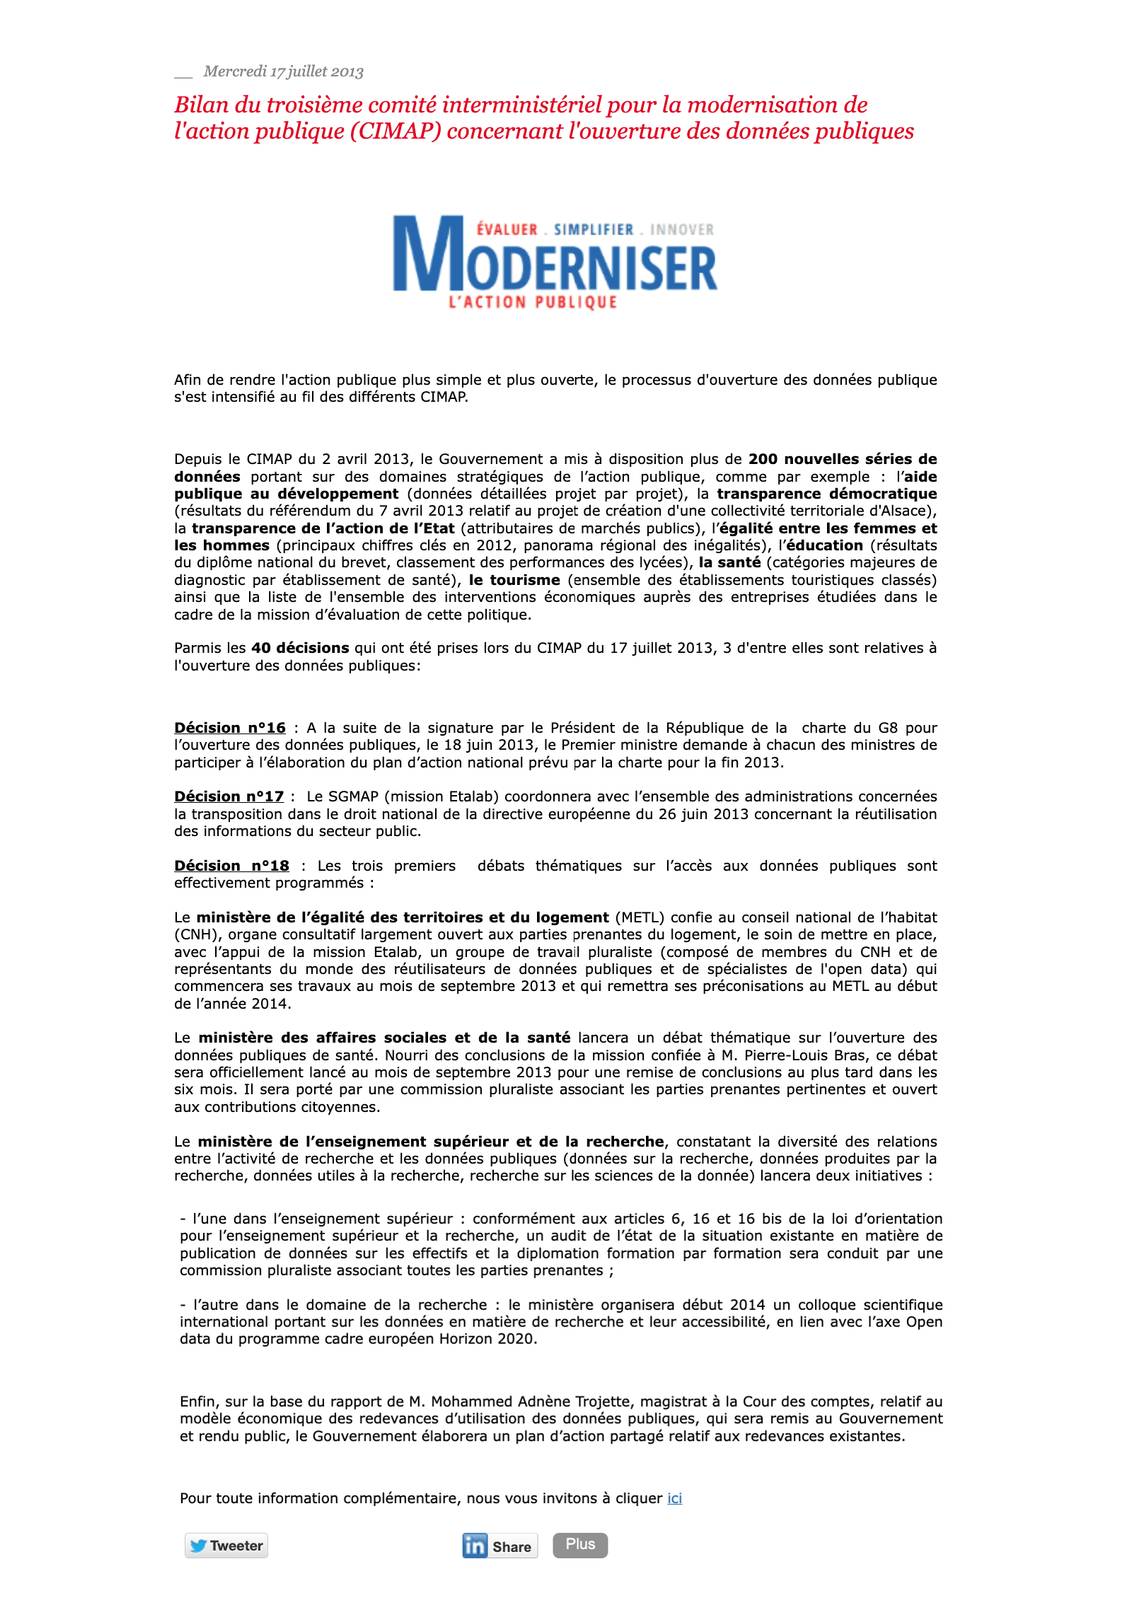 __ Mercredi 17 juillet 2013
Bilan du troisième comité interministériel pour la modernisation de
l'action publique (CIMAP) concernant l'ouverture des données publiques
ÉVALUER . SIMPLIFIER . INNOVER
MODERNISER
L'ACTION PUBLIQUE
Afin de rendre l'action publique plus simple et plus ouverte, le processus d'ouverture des données publique
s'est intensifié au fil des différents CIMAP.
Depuis le CIMAP du 2 avril 2013, le Gouvernement a mis à disposition plus de 200 nouvelles séries de
données portant sur des domaines stratégiques de l’action publique, comme par exemple : l’aide
publique au développement (données détaillées projet par projet), la transparence démocratique
(résultats du référendum du 7 avril 2013 relatif au projet de création d'une collectivité territoriale d'Alsace),
la transparence de l’action de l’Etat (attributaires de marchés publics), l’égalité entre les femmes et
les hommes (principaux chiffres clés en 2012, panorama régional des inégalités), l’éducation (résultats
du diplôme national du brevet, classement des performances des lycées), la santé (catégories majeures de
diagnostic par établissement de santé), le tourisme (ensemble des établissements touristiques classés)
ainsi que la liste de l'ensemble des interventions économiques auprès des entreprises étudiées dans le
cadre de la mission d’évaluation de cette politique.
Parmis les 40 décisions qui ont été prises lors du CIMAP du 17 juillet 2013, 3 d'entre elles sont relatives à
l'ouverture des données publiques:
Décision n°16 : A la suite de la signature par le Président de la République de la charte du G8 pour
l’ouverture des données publiques, le 18 juin 2013, le Premier ministre demande à chacun des ministres de
participer à l’élaboration du plan d’action national prévu par la charte pour la fin 2013.
Décision n°17 : Le SGMAP (mission Etalab) coordonnera avec l’ensemble des administrations concernées
la transposition dans le droit national de la directive européenne du 26 juin 2013 concernant la réutilisation
des informations du secteur public.
Décision n°18 : Les trois premiers débats thématiques sur l’accès aux données publiques sont
effectivement programmés :
Le ministère de l’égalité des territoires et du logement (METL) confie au conseil national de l’habitat
(CNH), organe consultatif largement ouvert aux parties prenantes du logement, le soin de mettre en place,
avec l’appui de la mission Etalab, un groupe de travail pluraliste (composé de membres du CNH et de
représentants du monde des réutilisateurs de données publiques et de spécialistes de l'open data) qui
commencera ses travaux au mois de septembre 2013 et qui remettra ses préconisations au METL au début
de l’année 2014.
Le ministère des affaires sociales et de la santé lancera un débat thématique sur l’ouverture des
données publiques de santé. Nourri des conclusions de la mission confiée à M. Pierre-Louis Bras, ce débat
sera officiellement lancé au mois de septembre 2013 pour une remise de conclusions au plus tard dans les
six mois. Il sera porté par une commission pluraliste associant les parties prenantes pertinentes et ouvert
aux contributions citoyennes.
Le ministère de l’enseignement supérieur et de la recherche, constatant la diversité des relations
entre l’activité de recherche et les données publiques (données sur la recherche, données produites par la
recherche, données utiles à la recherche, recherche sur les sciences de la donnée) lancera deux initiatives :
- l’une dans l’enseignement supérieur : conformément aux articles 6, 16 et 16 bis de la loi d’orientation
pour l’enseignement supérieur et la recherche, un audit de l’état de la situation existante en matière de
publication de données sur les effectifs et la diplomation formation par formation sera conduit par une
commission pluraliste associant toutes les parties prenantes ;
- l’autre dans le domaine de la recherche : le ministère organisera début 2014 un colloque scientifique
international portant sur les données en matière de recherche et leur accessibilité, en lien avec l’axe Open
data du programme cadre européen Horizon 2020.
Enfin, sur la base du rapport de M. Mohammed Adnène Trojette, magistrat à la Cour des comptes, relatif au
modèle économique des redevances d’utilisation des données publiques, qui sera remis au Gouvernement
et rendu public, le Gouvernement élaborera un plan d’action partagé relatif aux redevances existantes.
Pour toute information complémentaire, nous vous invitons à cliquer ici
Tweeter in Share Plus